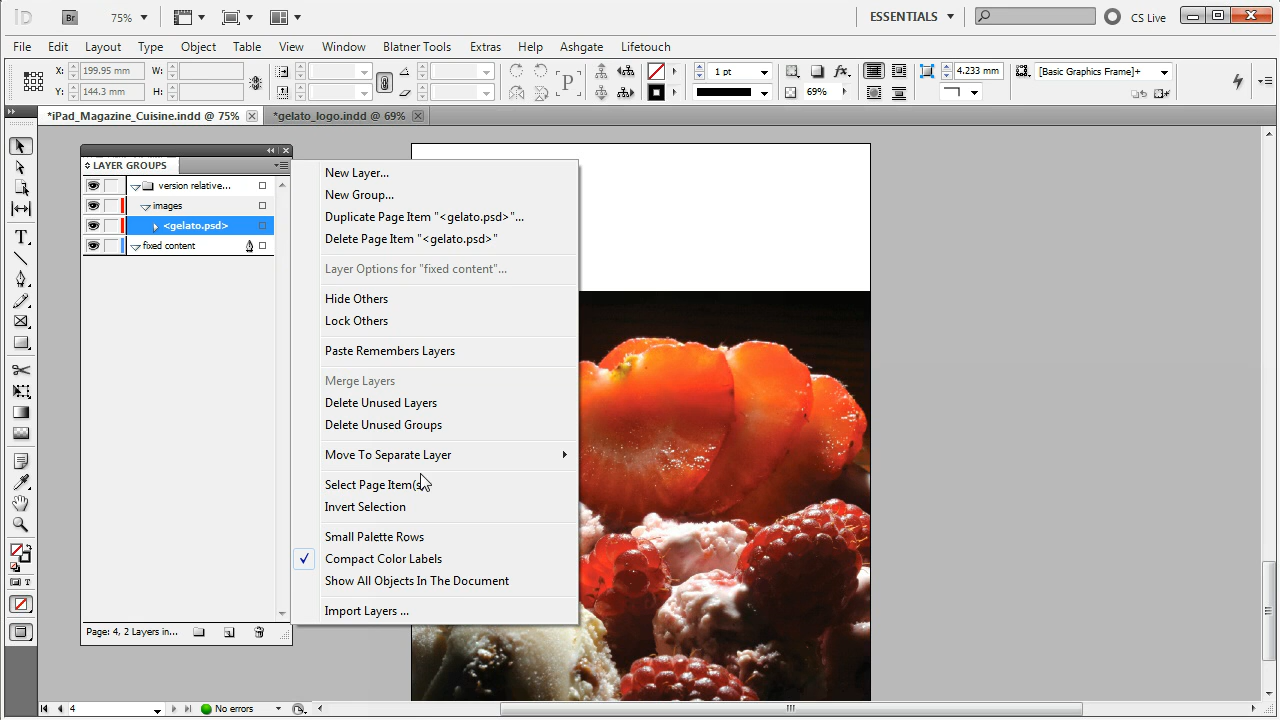 Id Br 75% ESSENTIALS CS Live
File Edit Layout Type Object Table View Window Blatner Tools Extras Help Ashgate Lifetouch
X: 199.95 mm W: 1 pt fx. 4.233 mm [Basic Graphics Frame]+
Y: 144.3 mm H: P 69%
*iPad_Magazine_Cuisine.indd @ 75% *gelato_logo.indd @ 69%
LAYER GROUPS
version relative...
images
<gelato.psd>
fixed content
New Layer...
New Group...
Duplicate Page Item "<gelato.psd>"...
Delete Page Item "<gelato.psd>"
Layer Options for "fixed content"...
Hide Others
Lock Others
Paste Remembers Layers
Merge Layers
Delete Unused Layers
Delete Unused Groups
Move To Separate Layer
Select Page Item(s)
Invert Selection
Small Palette Rows
Compact Color Labels
Show All Objects In The Document
Import Layers ...
Page: 4, 2 Layers in...
4 No errors